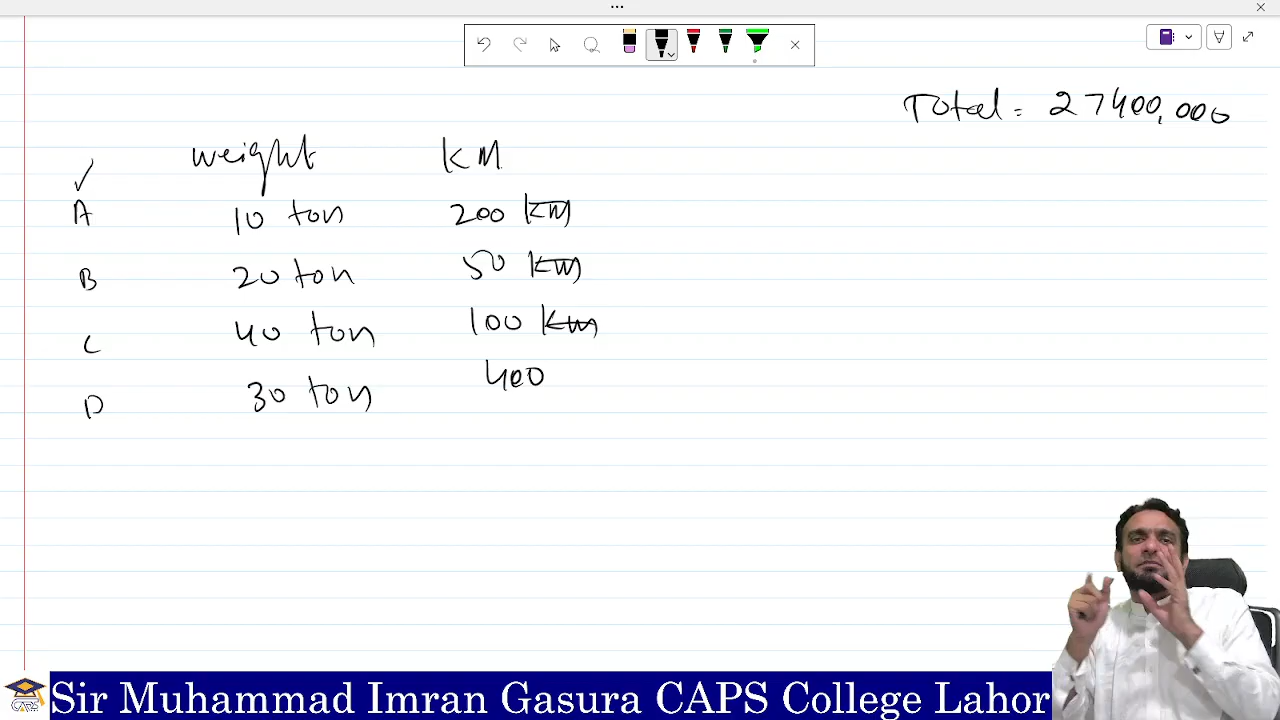 Total = 27400,000
weight KM
A 10 ton 200 KM
B 20 ton 50 KM
C 40 ton 100 KM
D 30 ton 400
CAPS
Sir Muhammad Imran Gasura CAPS College Lahor